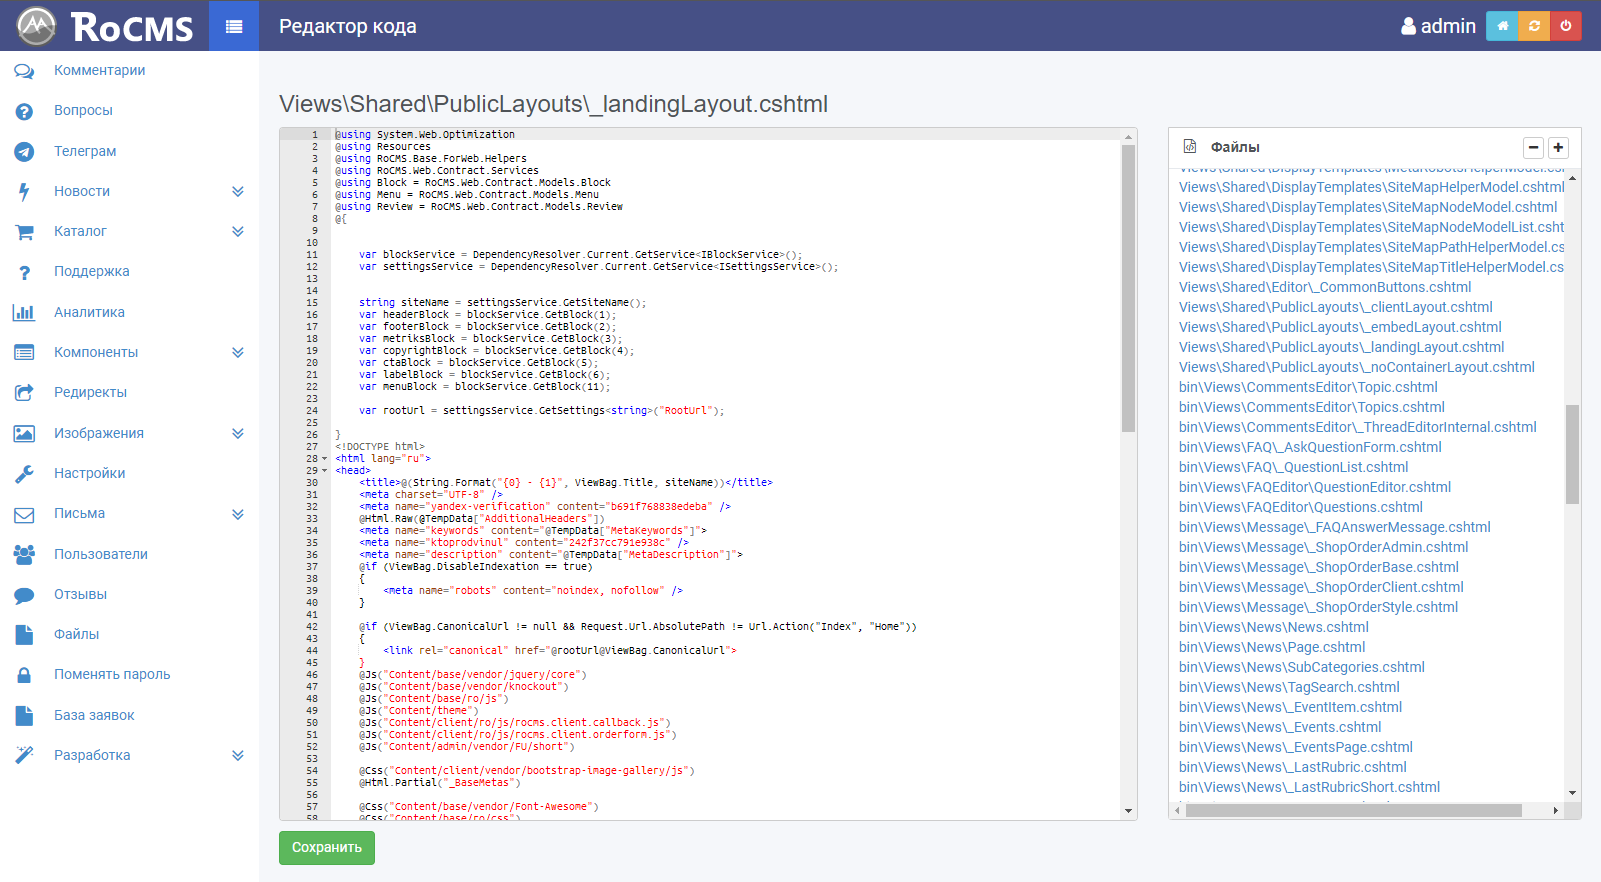 RoCMS
Редактор кода
admin
Комментарии
Вопросы
Телеграм
Новости
Каталог
Поддержка
Аналитика
Компоненты
Редиректы
Изображения
Настройки
Письма
Пользователи
Отзывы
Файлы
Поменять пароль
База заявок
Разработка
Views\Shared\PublicLayouts\_landingLayout.cshtml
1 @using System.Web.Optimization
2 @using Resources
3 @using RoCMS.Base.ForWeb.Helpers
4 @using RoCMS.Web.Contract.Services
5 @using Block = RoCMS.Web.Contract.Models.Block
6 @using Menu = RoCMS.Web.Contract.Models.Menu
7 @using Review = RoCMS.Web.Contract.Models.Review
8 @{
9
10
11 var blockService = DependencyResolver.Current.GetService<IBlockService>();
12 var settingsService = DependencyResolver.Current.GetService<ISettingsService>();
13
14
15 string siteName = settingsService.GetSiteName();
16 var headerBlock = blockService.GetBlock(1);
17 var footerBlock = blockService.GetBlock(2);
18 var metriksBlock = blockService.GetBlock(3);
19 var copyrightBlock = blockService.GetBlock(4);
20 var ctaBlock = blockService.GetBlock(5);
21 var labelBlock = blockService.GetBlock(6);
22 var menuBlock = blockService.GetBlock(11);
23
24 var rootUrl = settingsService.GetSettings<string>("RootUrl");
25
26 }
27 <!DOCTYPE html>
28 <html lang="ru">
29 <head>
30 <title>@(String.Format("{0} - {1}", ViewBag.Title, siteName))</title>
31 <meta charset="UTF-8" />
32 <meta name="yandex-verification" content="b691f768838edeba" />
33 @Html.Raw(@TempData["AdditionalHeaders"])
34 <meta name="keywords" content="@TempData["MetaKeywords"]">
35 <meta name="ktoprodvinul" content="242f37cc791e938c" />
36 <meta name="description" content="@TempData["MetaDescription"]">
37 @if (ViewBag.DisableIndexation == true)
38 {
39 <meta name="robots" content="noindex, nofollow" />
40 }
41
42 @if (ViewBag.CanonicalUrl != null && Request.Url.AbsolutePath != Url.Action("Index", "Home"))
43 {
44 <link rel="canonical" href="@rootUrl@ViewBag.CanonicalUrl">
45 }
46 @Js("Content/base/vendor/jquery/core")
47 @Js("Content/base/vendor/knockout")
48 @Js("Content/base/ro/js")
49 @Js("Content/theme")
50 @Js("Content/client/ro/js/rocms.client.callback.js")
51 @Js("Content/client/ro/js/rocms.client.orderform.js")
52 @Js("Content/admin/vendor/FU/short")
53
54 @Css("Content/client/vendor/bootstrap-image-gallery/js")
55 @Html.Partial("_BaseMetas")
56
57 @Css("Content/base/vendor/Font-Awesome")
58 @Css("Content/base/ro/css")
Сохранить
Файлы
Views\Shared\DisplayTemplates\MetaRobotsHelperModel.csh
Views\Shared\DisplayTemplates\SiteMapHelperModel.cshtml
Views\Shared\DisplayTemplates\SiteMapNodeModel.cshtml
Views\Shared\DisplayTemplates\SiteMapNodeModelList.csht
Views\Shared\DisplayTemplates\SiteMapPathHelperModel.cs
Views\Shared\DisplayTemplates\SiteMapTitleHelperModel.cs
Views\Shared\Editor\_CommonButtons.cshtml
Views\Shared\PublicLayouts\_clientLayout.cshtml
Views\Shared\PublicLayouts\_embedLayout.cshtml
Views\Shared\PublicLayouts\_landingLayout.cshtml
Views\Shared\PublicLayouts\_noContainerLayout.cshtml
bin\Views\CommentsEditor\Topic.cshtml
bin\Views\CommentsEditor\Topics.cshtml
bin\Views\CommentsEditor\_ThreadEditorInternal.cshtml
bin\Views\FAQ\_AskQuestionForm.cshtml
bin\Views\FAQ\_QuestionList.cshtml
bin\Views\FAQEditor\QuestionEditor.cshtml
bin\Views\FAQEditor\Questions.cshtml
bin\Views\Message\_FAQAnswerMessage.cshtml
bin\Views\Message\_ShopOrderAdmin.cshtml
bin\Views\Message\_ShopOrderBase.cshtml
bin\Views\Message\_ShopOrderClient.cshtml
bin\Views\Message\_ShopOrderStyle.cshtml
bin\Views\News\News.cshtml
bin\Views\News\Page.cshtml
bin\Views\News\SubCategories.cshtml
bin\Views\News\TagSearch.cshtml
bin\Views\News\_EventItem.cshtml
bin\Views\News\_Events.cshtml
bin\Views\News\_EventsPage.cshtml
bin\Views\News\_LastRubric.cshtml
bin\Views\News\_LastRubricShort.cshtml